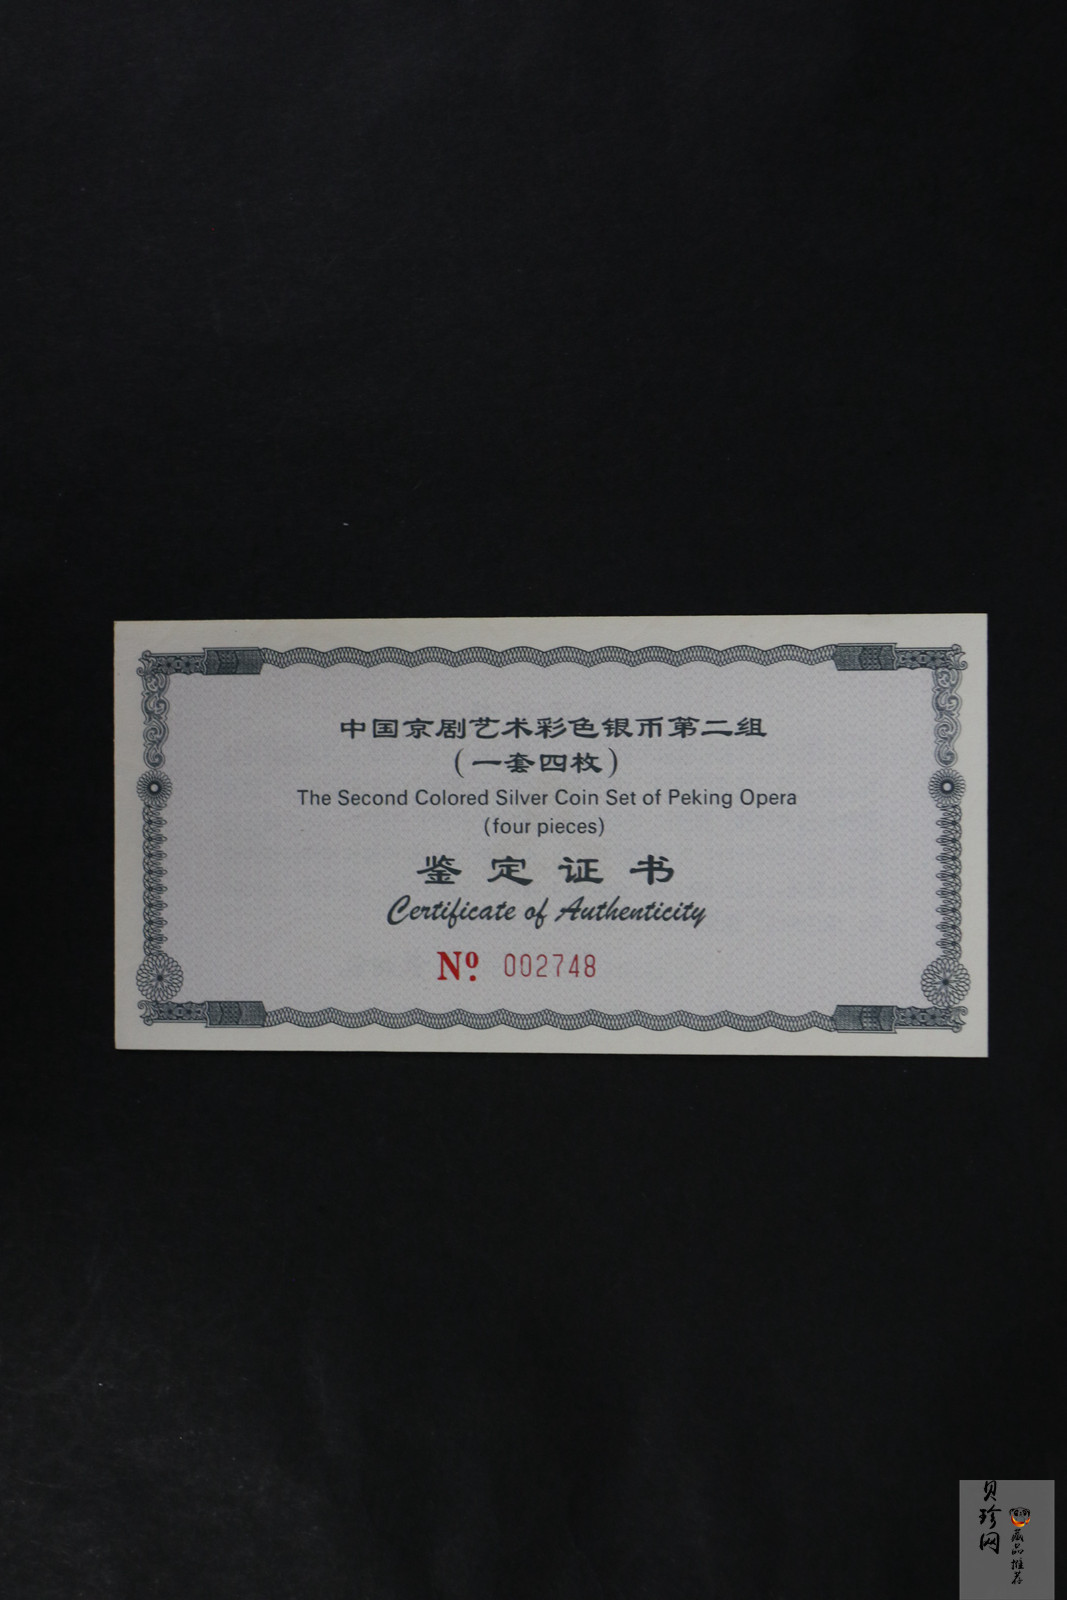 中国京剧艺术彩色银币第二组
(一套四枚)
The Second Colored Silver Coin Set of Peking Opera
(four pieces)
鉴定证书
Certificate of Authenticity
Nº. 002748
贝珍网
藏品推荐